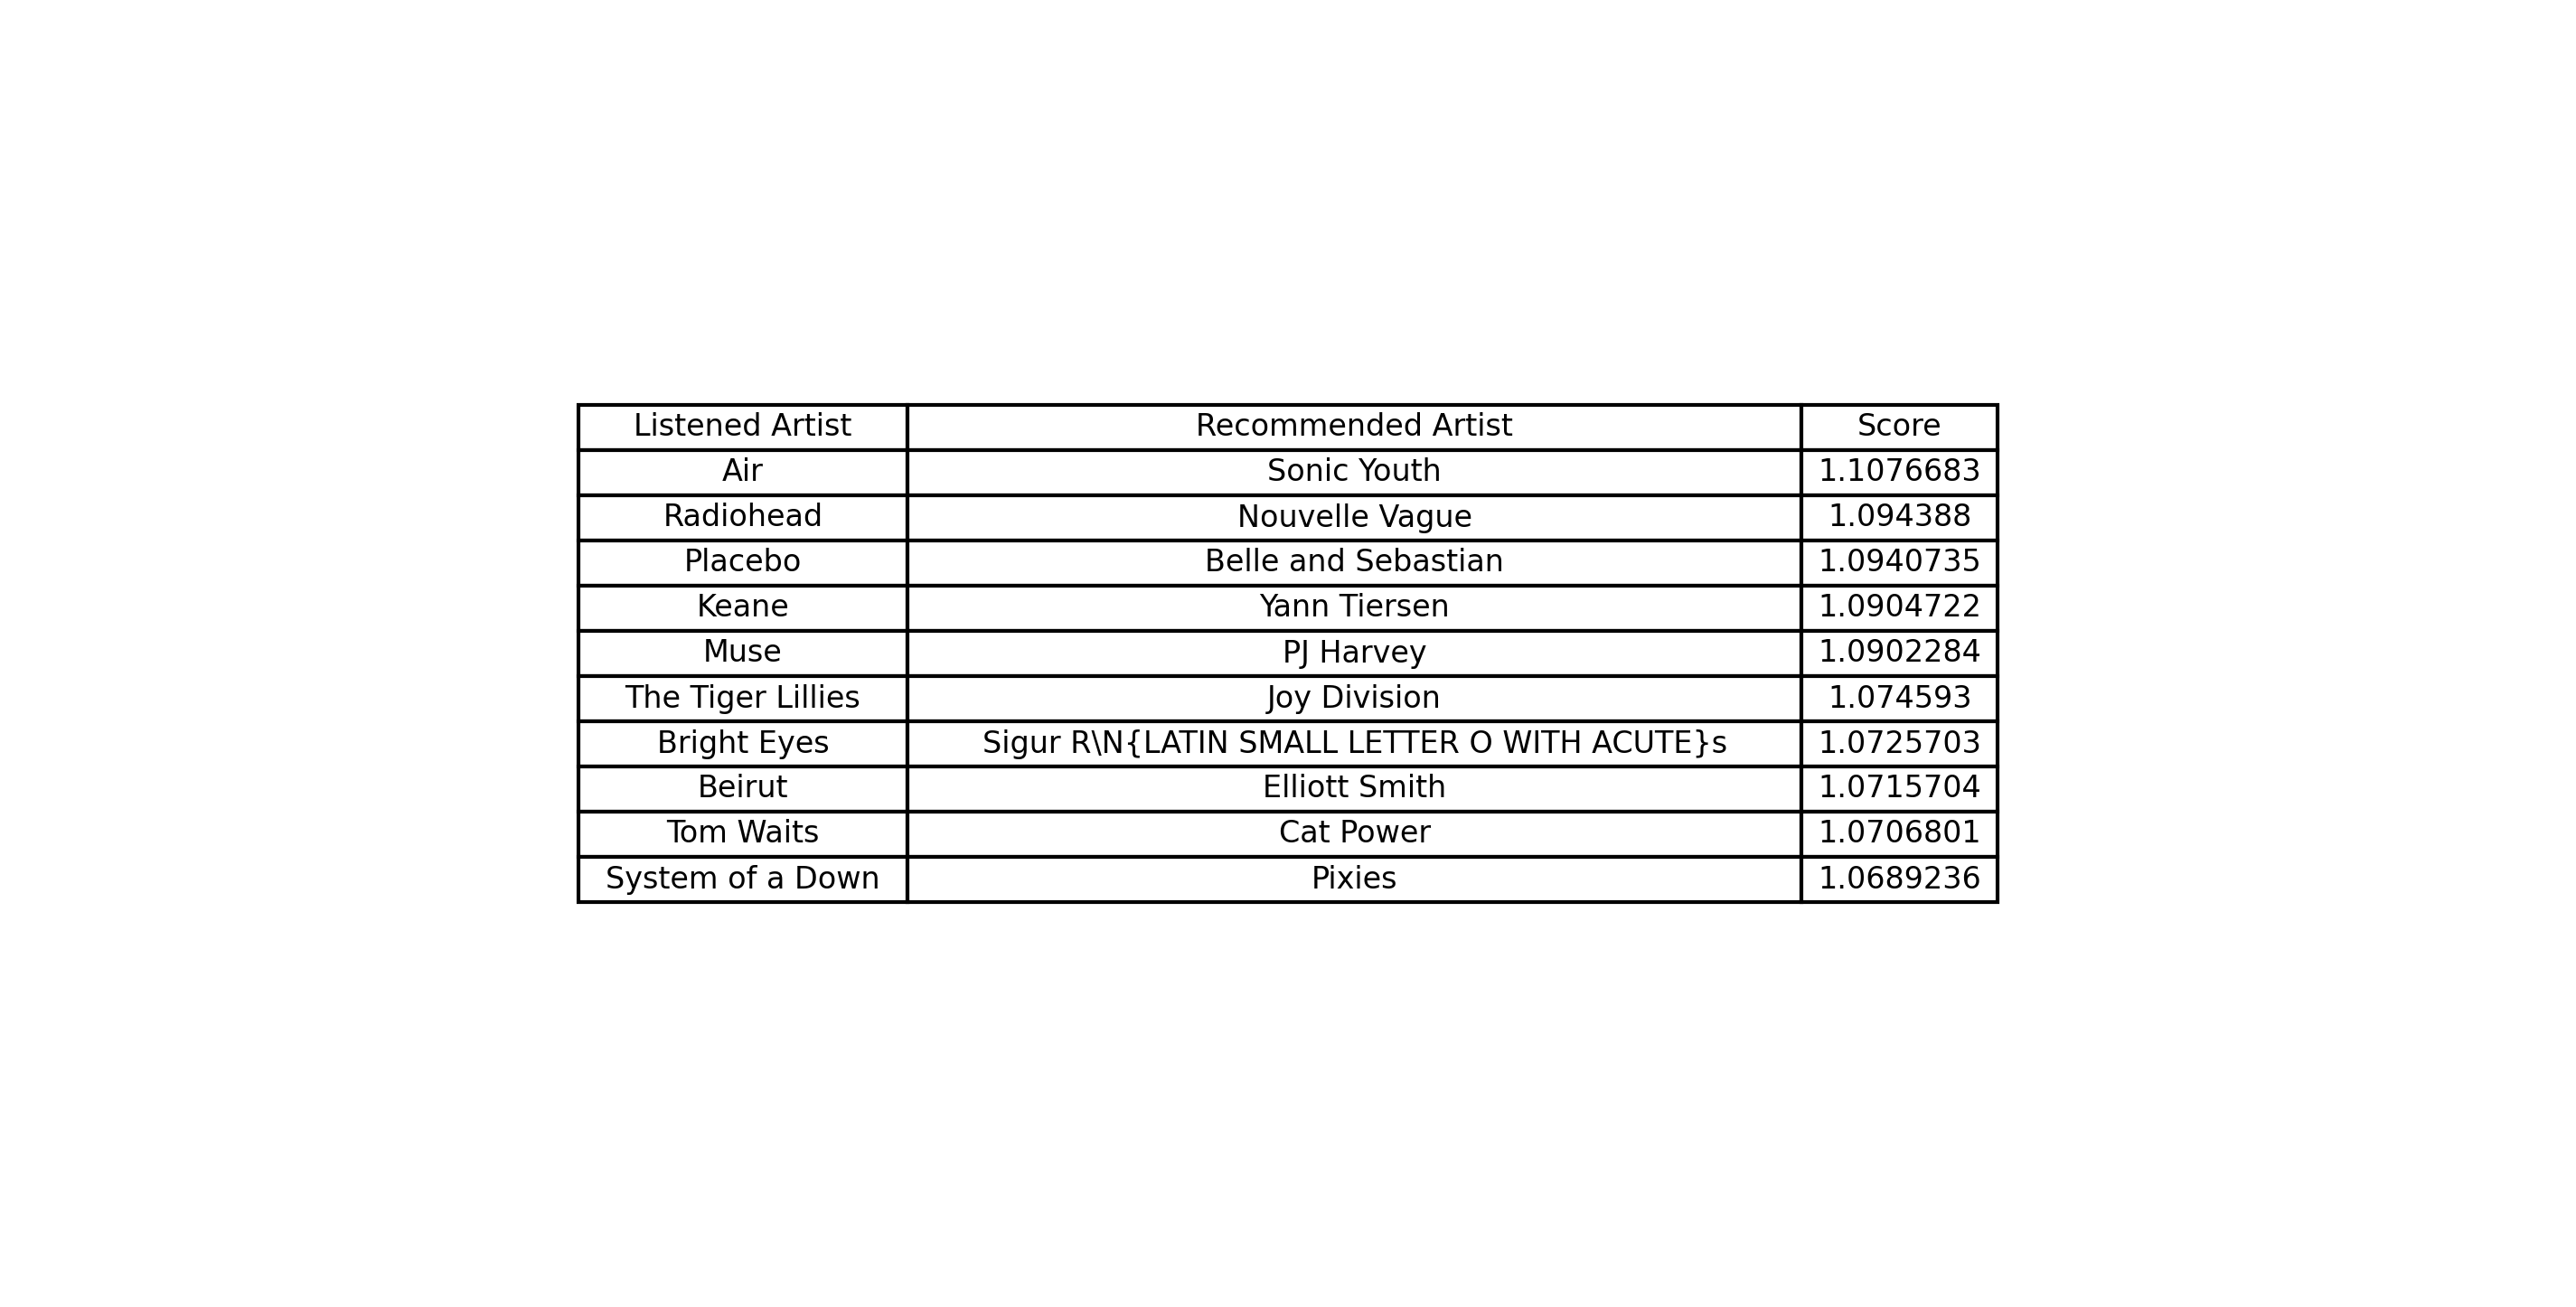 Listened Artist Recommended Artist Score
Air Sonic Youth 1.1076683
Radiohead Nouvelle Vague 1.094388
Placebo Belle and Sebastian 1.0940735
Keane Yann Tiersen 1.0904722
Muse PJ Harvey 1.0902284
The Tiger Lillies Joy Division 1.074593
Bright Eyes Sigur R\N{LATIN SMALL LETTER O WITH ACUTE}s 1.0725703
Beirut Elliott Smith 1.0715704
Tom Waits Cat Power 1.0706801
System of a Down Pixies 1.0689236